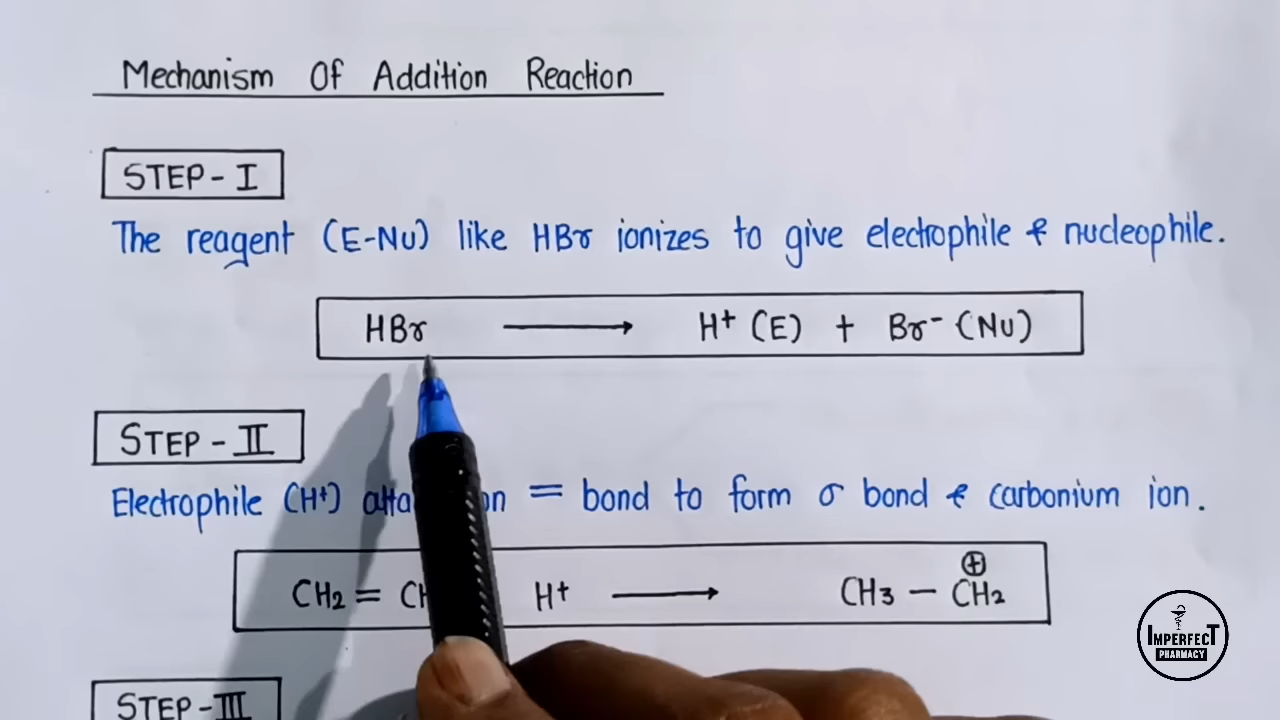 Mechanism Of Addition Reaction
STEP-I
The reagent (E-Nu) like HBr ionizes to give electrophile & nucleophile.
HBr ⟶ H+ (E) + Br- (Nu)
STEP-II
Electrophile (H+) = bond to form σ bond & carbonium ion.
CH2 = H+ ⟶ CH3 – CH2 ⊕
STEP-III
IMPERFECT
PHARMACY